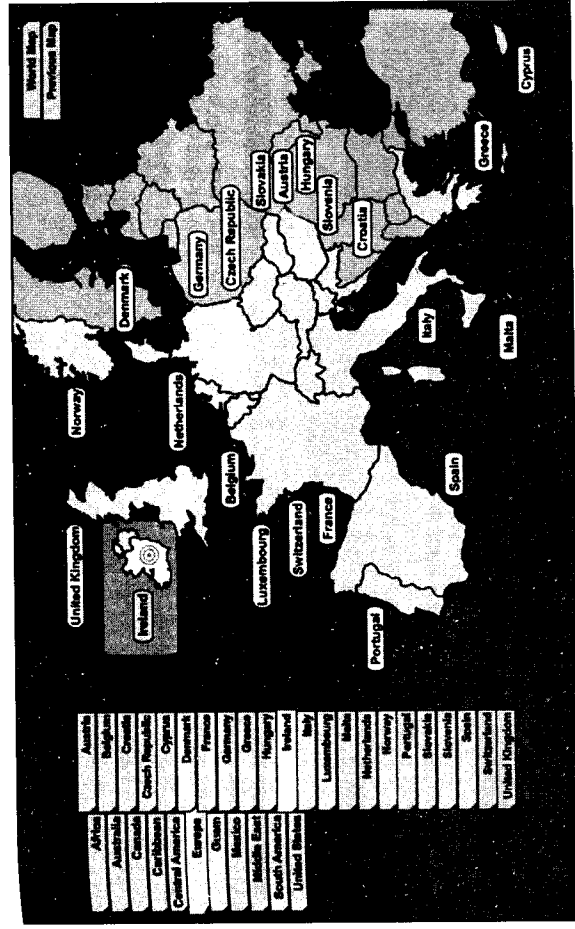 World Map
Previous Map
Africa
Australia
Canada
Caribbean
Central America
Europe
Guam
Mexico
Middle East
South America
United States
Austria
Belgium
Croatia
Czech Republic
Cyprus
Denmark
France
Germany
Greece
Hungary
Ireland
Italy
Luxembourg
Malta
Netherlands
Norway
Portugal
Slovakia
Slovenia
Spain
Switzerland
United Kingdom
United Kingdom
Norway
Denmark
Ireland
Netherlands
Germany
Belgium
Czech Republic
Luxembourg
Slovakia
Austria
Switzerland
Hungary
France
Slovenia
Croatia
Portugal
Italy
Spain
Greece
Malta
Cyprus